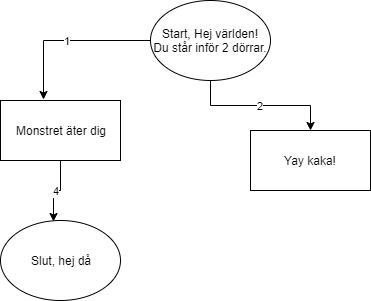 Start, Hej världen!
Du står inför 2 dörrar.
1
2
Monstret äter dig
Yay kaka!
4
Slut, hej då